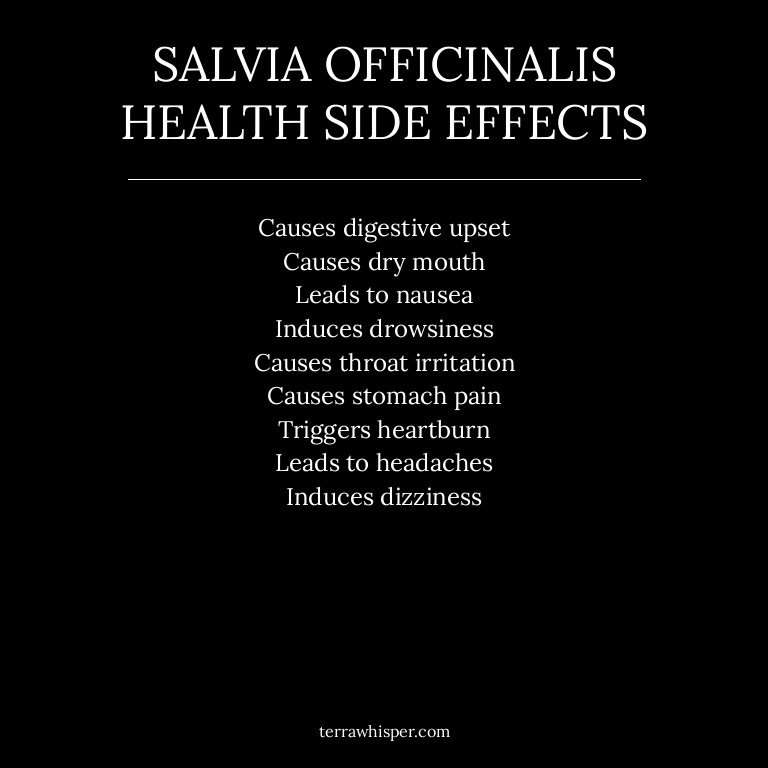 SALVIA OFFICINALIS
HEALTH SIDE EFFECTS
Causes digestive upset
Causes dry mouth
Leads to nausea
Induces drowsiness
Causes throat irritation
Causes stomach pain
Triggers heartburn
Leads to headaches
Induces dizziness
terrawhisper.com